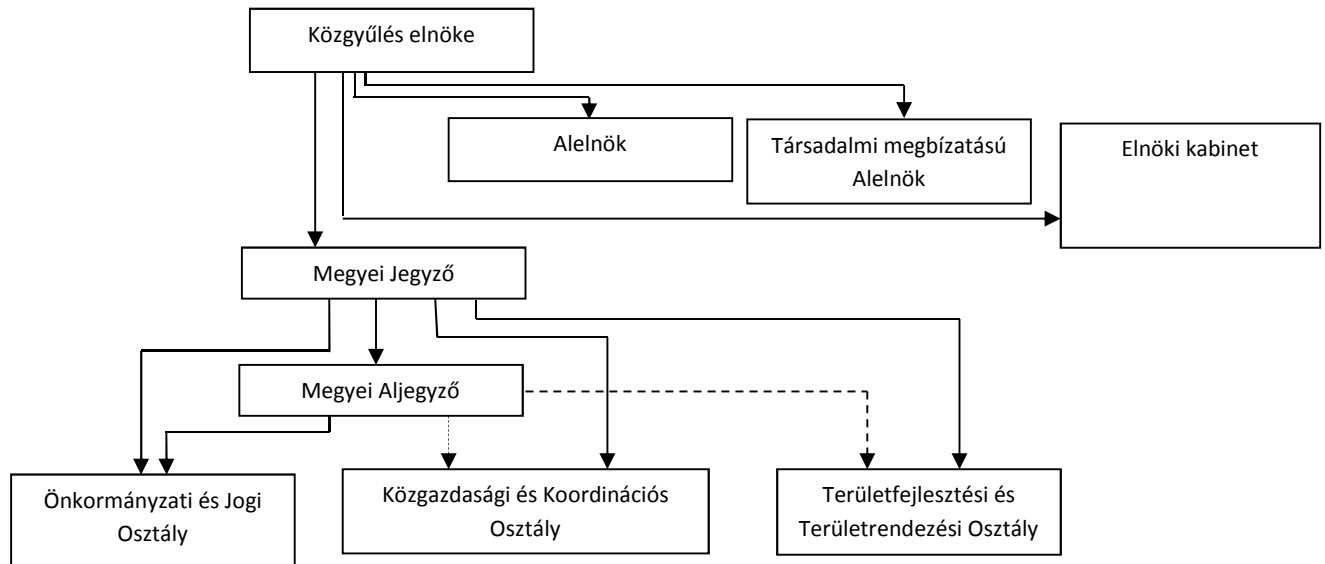 Közgyűlés elnöke
Alelnök
Társadalmi megbízatású
Alelnök
Elnöki kabinet
Megyei Jegyző
Megyei Aljegyző
Önkormányzati és Jogi
Osztály
Közgazdasági és Koordinációs
Osztály
Területfejlesztési és
Területrendezési Osztály